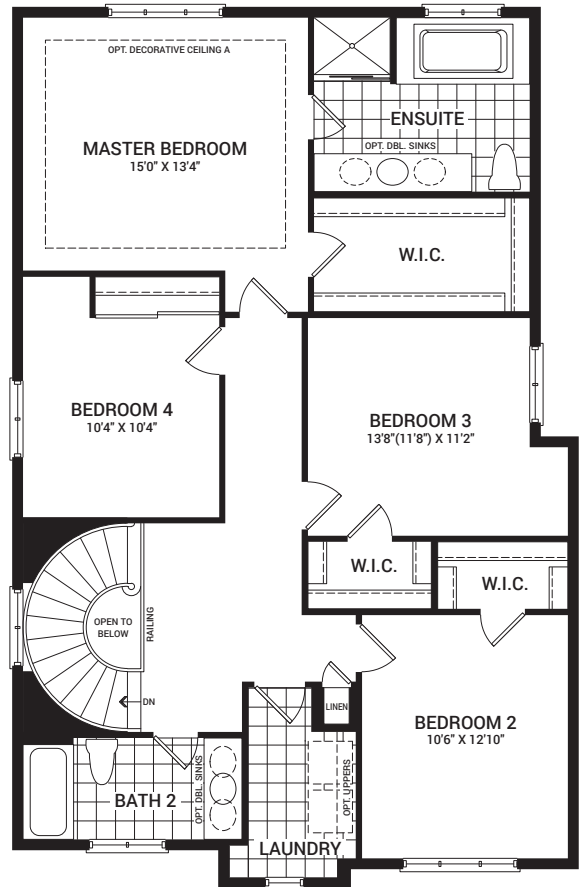 OPT. DECORATIVE CEILING A
MASTER BEDROOM
15'0" X 13'4"
ENSUITE
OPT. DBL. SINKS
W.I.C.
BEDROOM 4
10'4" X 10'4"
BEDROOM 3
13'8"(11'8") X 11'2"
W.I.C.
W.I.C.
OPEN TO
BELOW
RAILING
DN
LINEN
BEDROOM 2
10'6" X 12'10"
BATH 2
OPT. DBL. SINKS
OPT. UPPERS
LAUNDRY